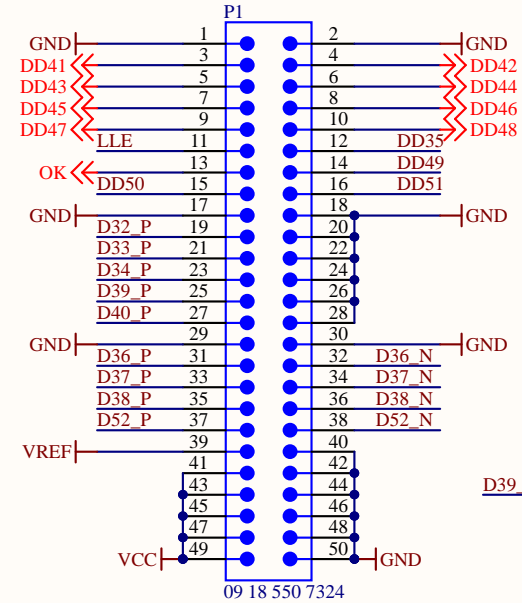 P1
GND 1 2 GND
DD41 3 4 DD42
DD43 5 6 DD44
DD45 7 8 DD46
DD47 9 10 DD48
LLE 11 12 DD35
OK 13 14 DD49
DD50 15 16 DD51
GND 17 18 GND
D32_P 19 20
D33_P 21 22
D34_P 23 24
D39_P 25 26
D40_P 27 28
GND 29 30 GND
D36_P 31 32 D36_N
D37_P 33 34 D37_N
D38_P 35 36 D38_N
D52_P 37 38 D52_N
VREF 39 40
41 42
43 44 D39_
45 46
47 48
VCC 49 50 GND
09 18 550 7324